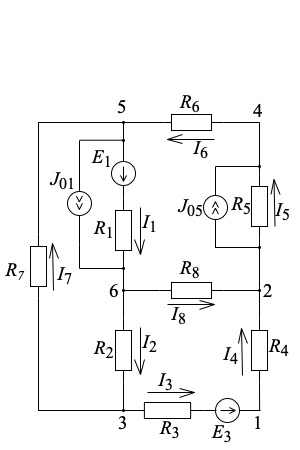 5 R6 4
I6
E1
J01
R1 I1
J05 R5 I5
R7 I7
R8
6 2
I8
R2 I2
I4 R4
I3
3 R3 E3 1